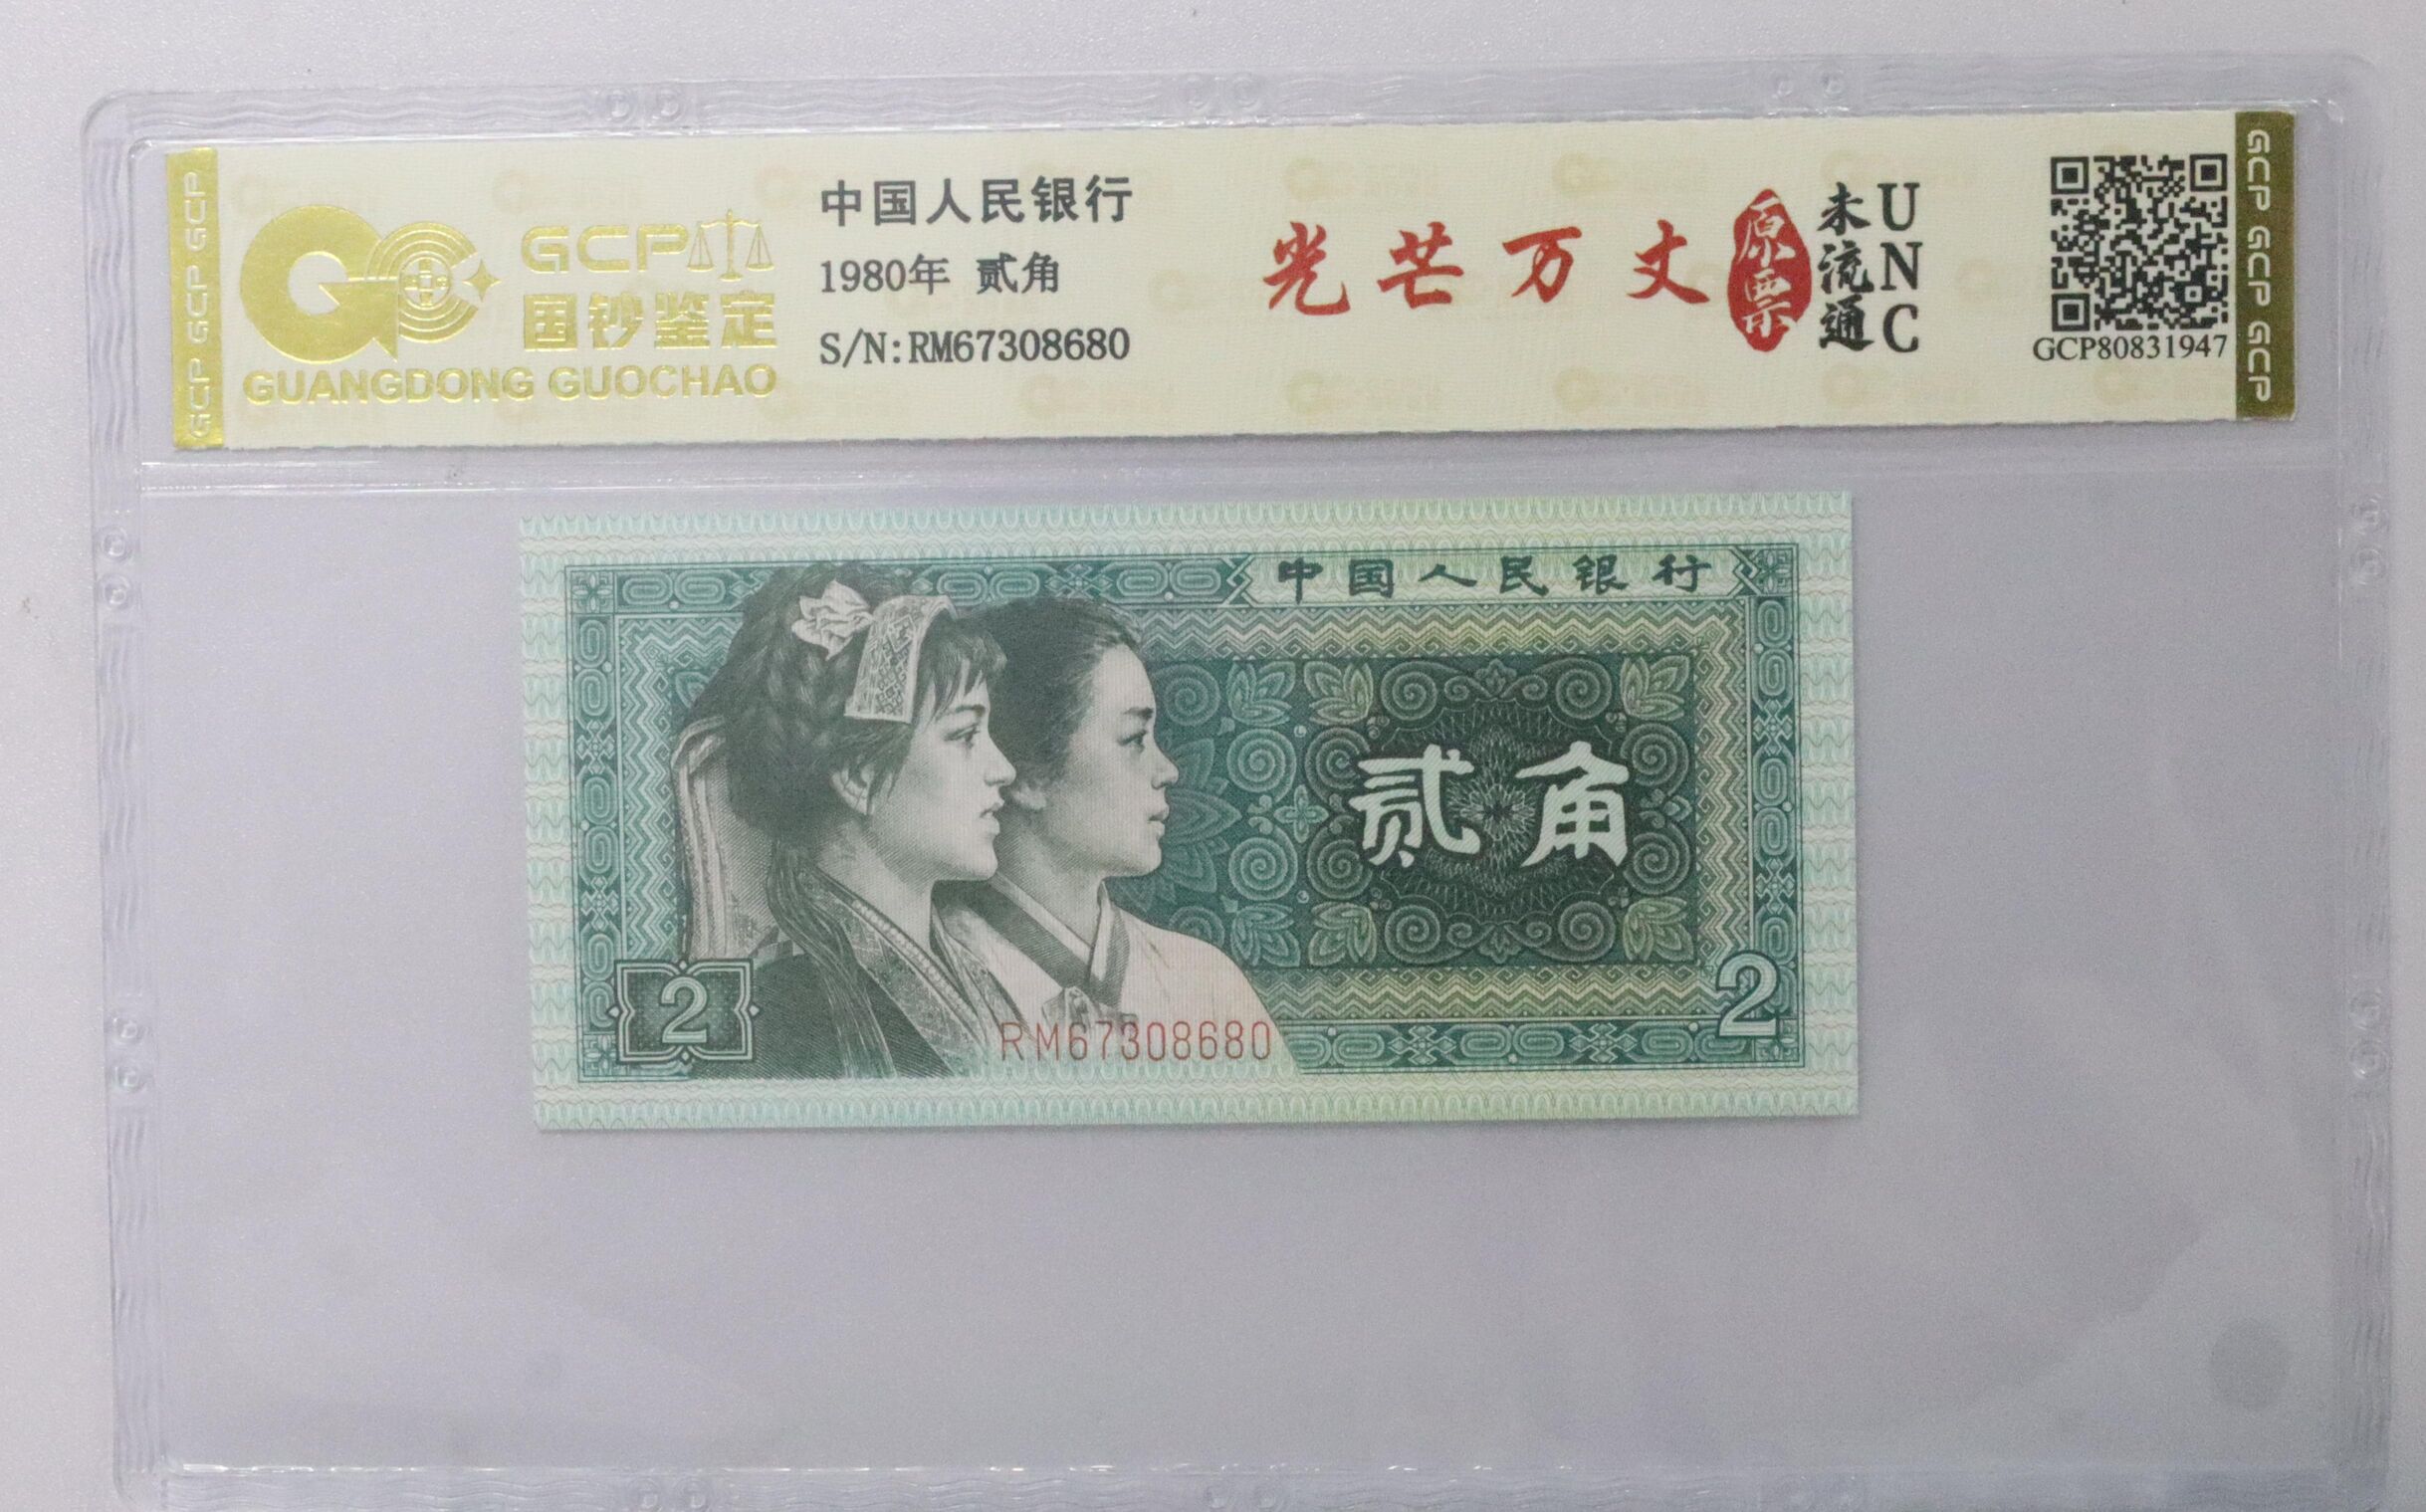 GCP GCP GCP
GCP
国钞鉴定
GUANGDONG GUOCHAO
中国人民银行
1980年 贰角
S/N:RM67308680
光芒万丈
原票
未流通
UNC
GCP80831947
GCP GCP GCP
中国人民银行
贰角
2
2
RM67308680